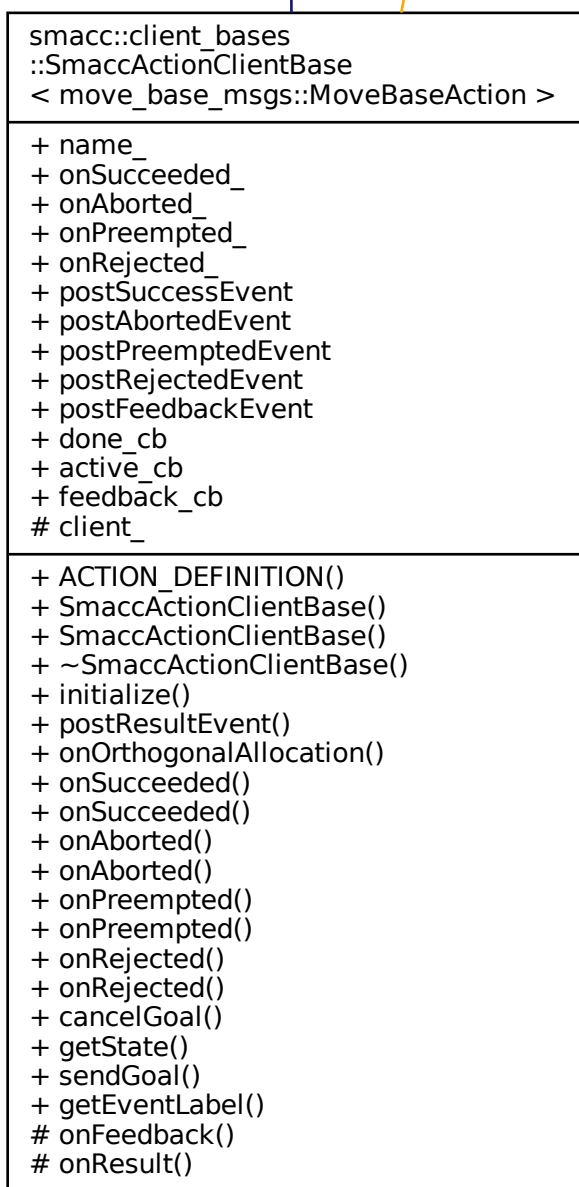 smacc::client_bases
::SmaccActionClientBase
< move_base_msgs::MoveBaseAction >
+ name_
+ onSucceeded_
+ onAborted_
+ onPreempted_
+ onRejected_
+ postSuccessEvent
+ postAbortedEvent
+ postPreemptedEvent
+ postRejectedEvent
+ postFeedbackEvent
+ done_cb
+ active_cb
+ feedback_cb
# client_
+ ACTION_DEFINITION()
+ SmaccActionClientBase()
+ SmaccActionClientBase()
+ ~SmaccActionClientBase()
+ initialize()
+ postResultEvent()
+ onOrthogonalAllocation()
+ onSucceeded()
+ onSucceeded()
+ onAborted()
+ onAborted()
+ onPreempted()
+ onPreempted()
+ onRejected()
+ onRejected()
+ cancelGoal()
+ getState()
+ sendGoal()
+ getEventLabel()
# onFeedback()
# onResult()